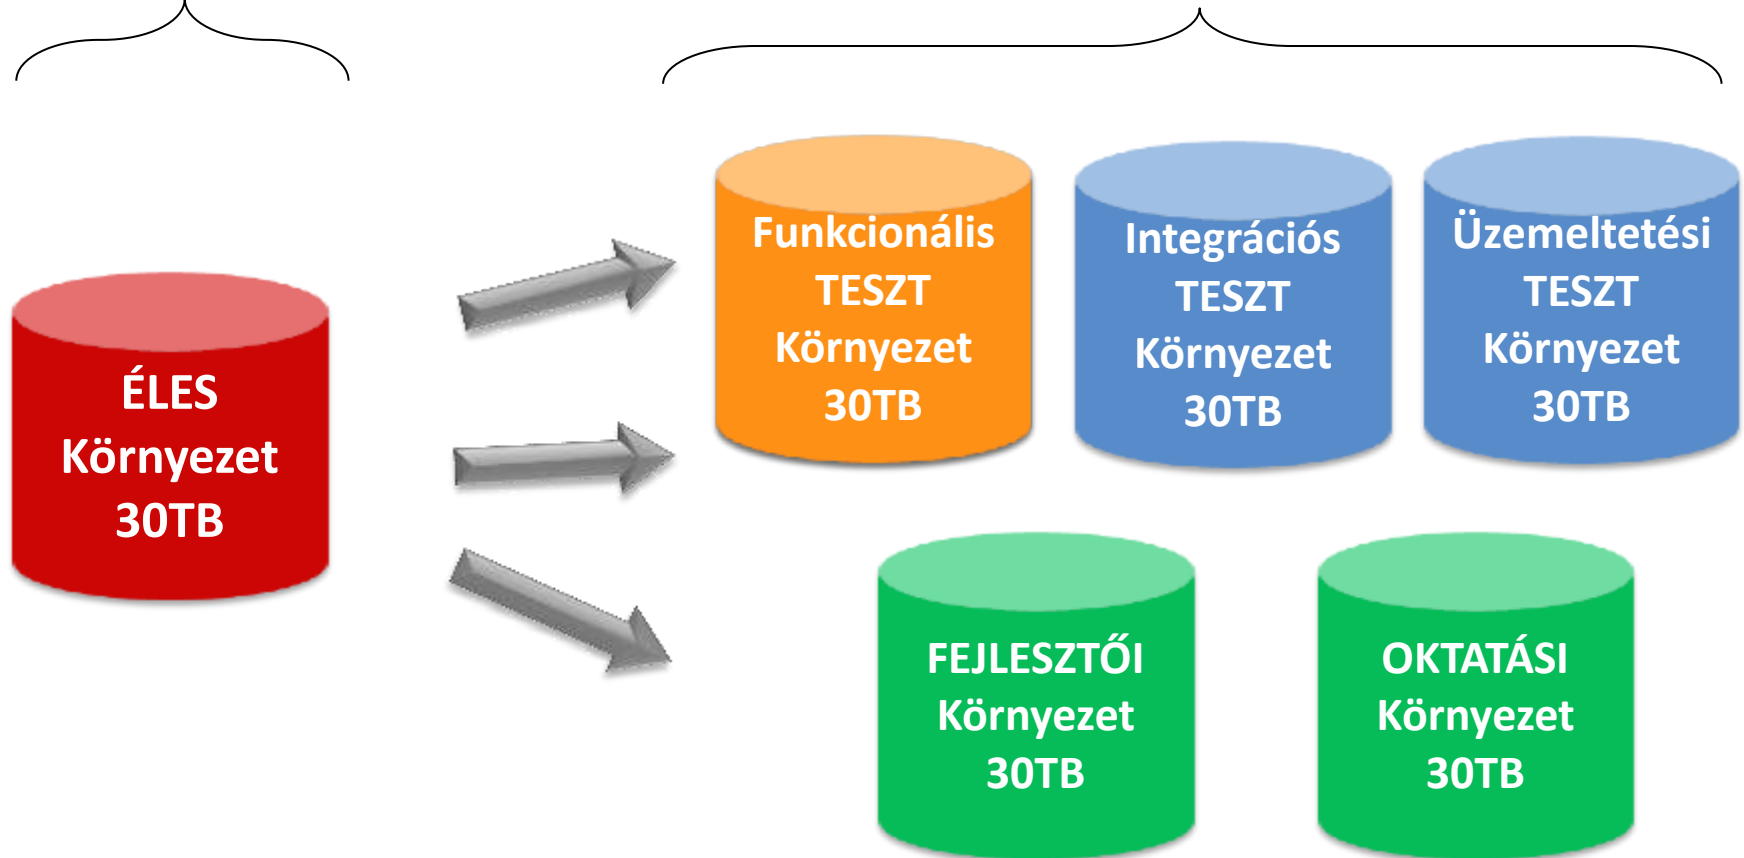 ÉLES
Környezet
30TB
Funkcionális
TESZT
Környezet
30TB
Integrációs
TESZT
Környezet
30TB
Üzemeltetési
TESZT
Környezet
30TB
FEJLESZTŐI
Környezet
30TB
OKTATÁSI
Környezet
30TB